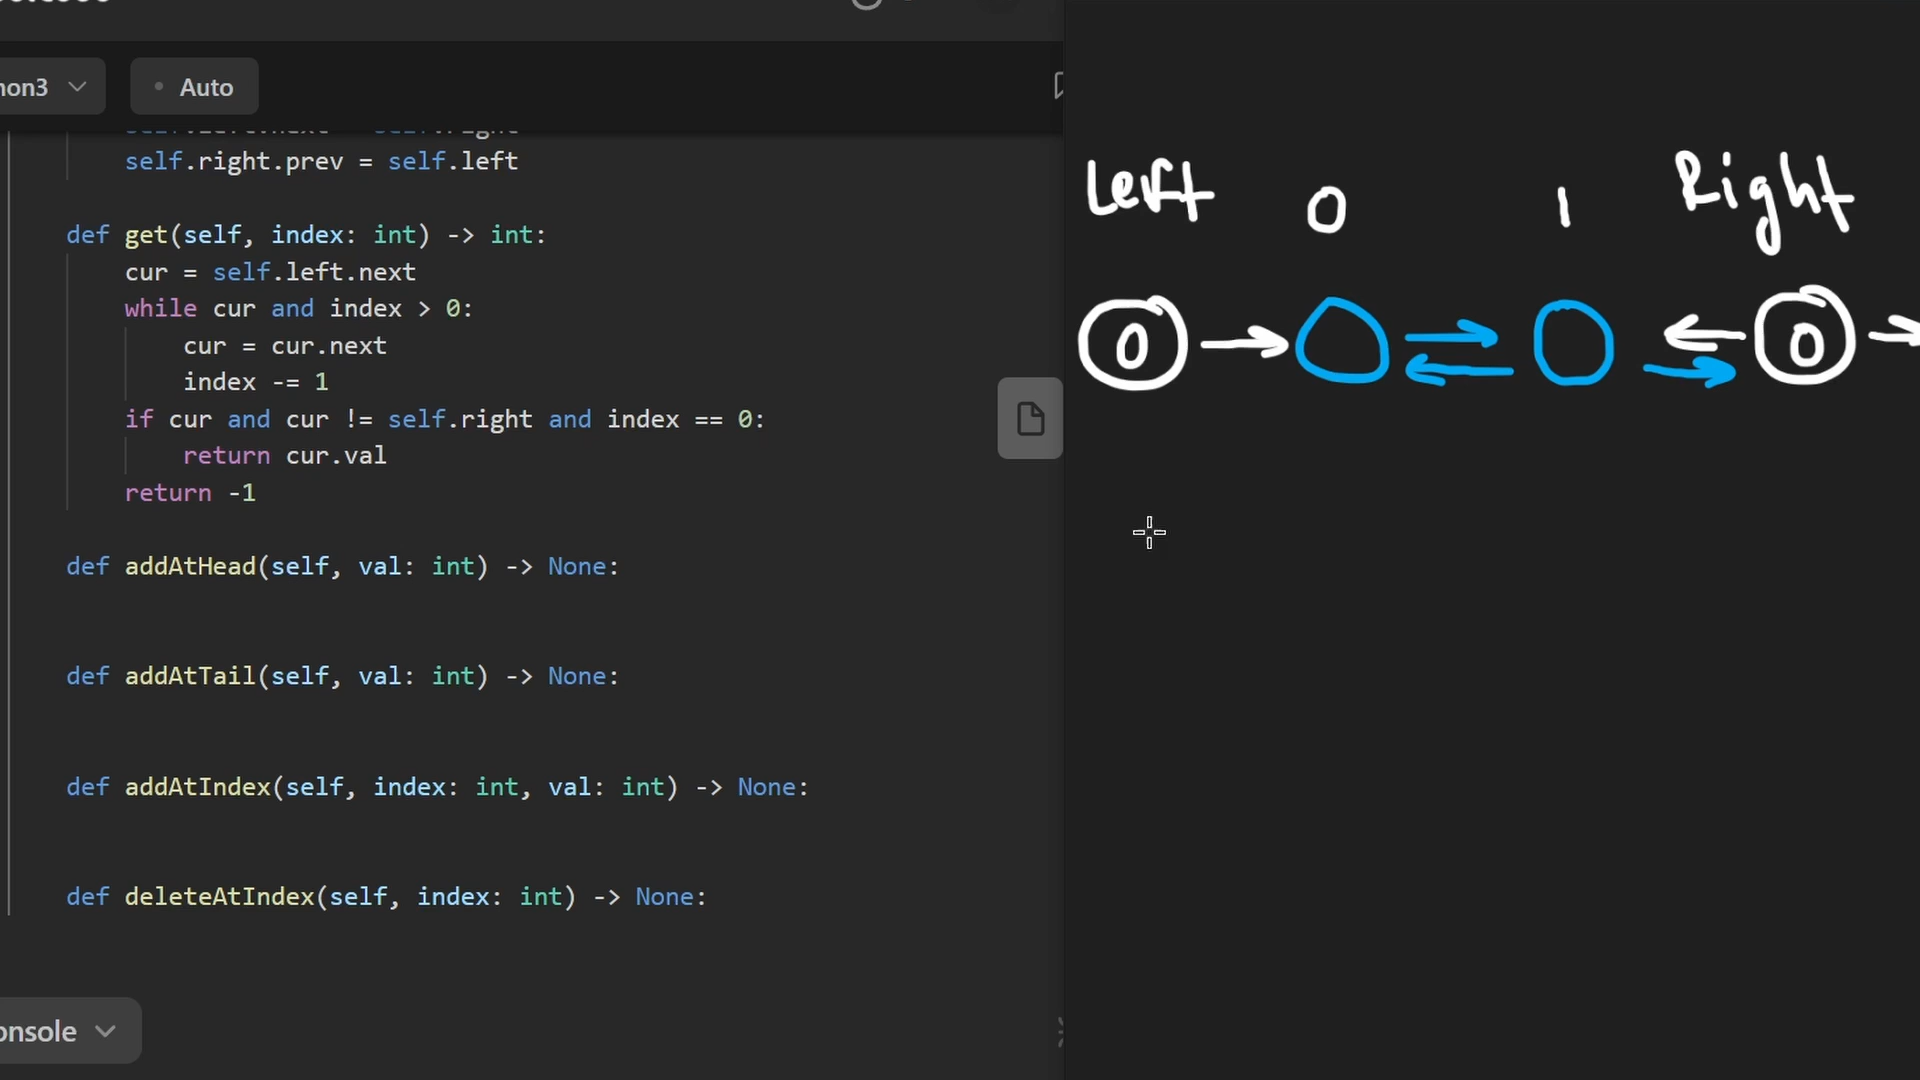 Auto
self.right.prev = self.left
def get(self, index: int) -> int:
cur = self.left.next
while cur and index > 0:
cur = cur.next
index -= 1
if cur and cur != self.right and index == 0:
return cur.val
return -1
def addAtHead(self, val: int) -> None:
def addAtTail(self, val: int) -> None:
def addAtIndex(self, index: int, val: int) -> None:
def deleteAtIndex(self, index: int) -> None:
Left 0 1 Right
0 0